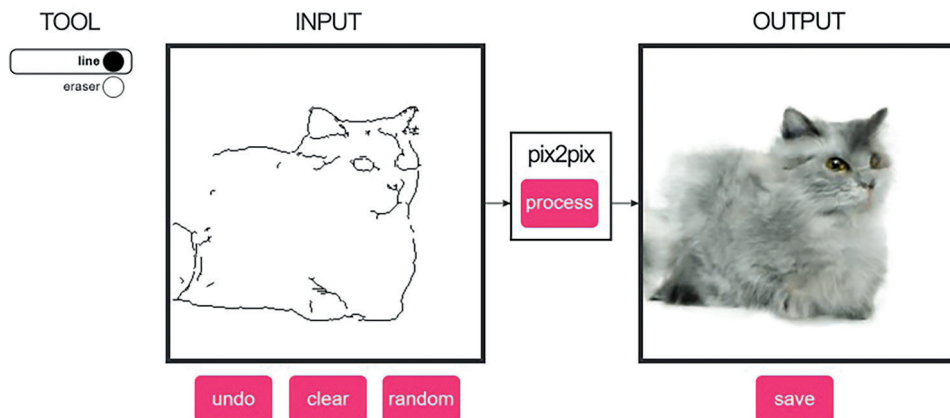 TOOL
INPUT
OUTPUT
line
eraser
pix2pix
process
undo
clear
random
save